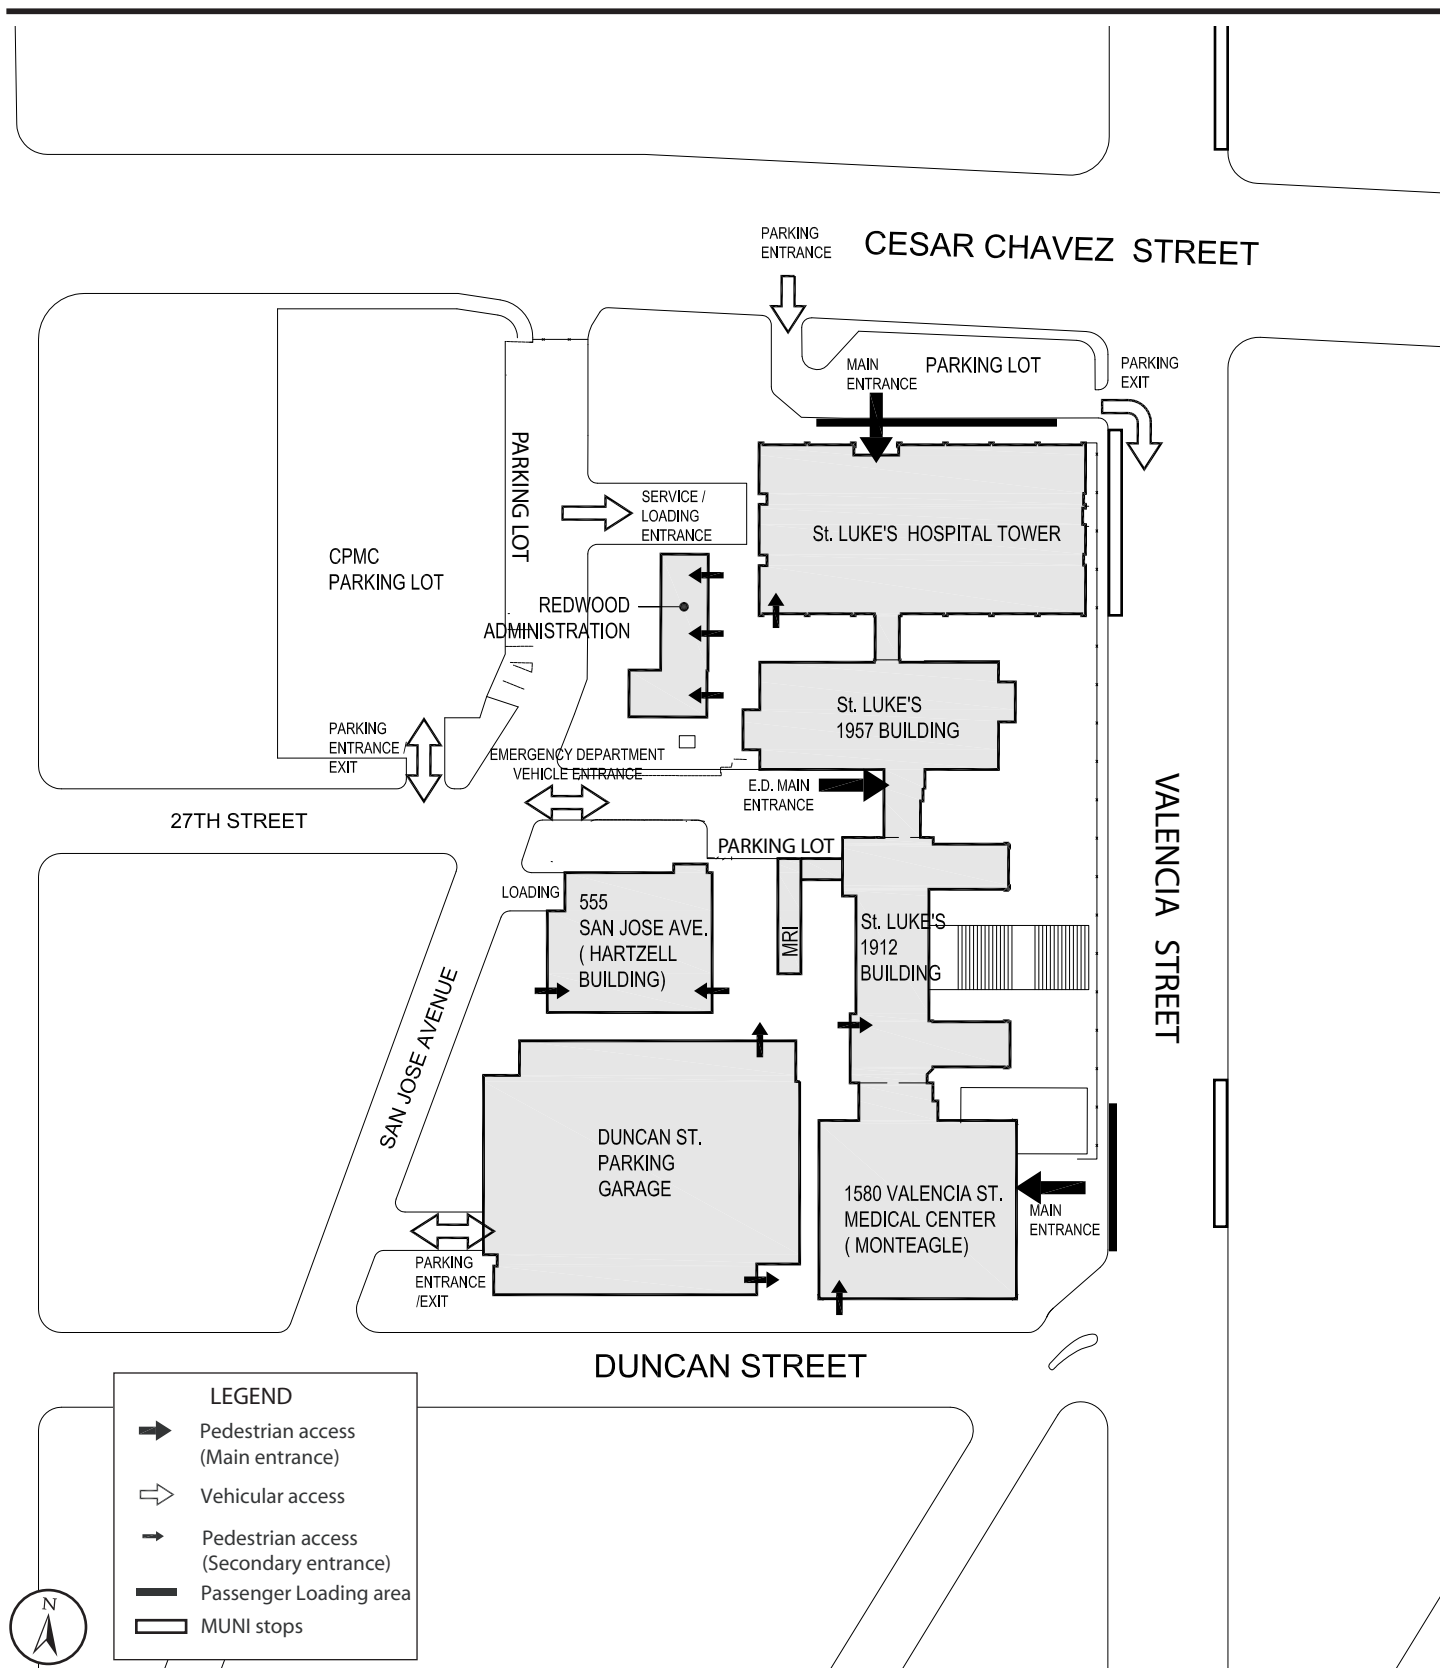 PARKING
ENTRANCE
CESAR CHAVEZ STREET
MAIN
ENTRANCE
PARKING LOT
PARKING
EXIT
PARKING LOT
SERVICE /
LOADING
ENTRANCE
St. LUKE'S HOSPITAL TOWER
CPMC
PARKING LOT
REDWOOD
ADMINISTRATION
St. LUKE'S
1957 BUILDING
PARKING
ENTRANCE /
EXIT
EMERGENCY DEPARTMENT
VEHICLE ENTRANCE
E.D. MAIN
ENTRANCE
27TH STREET
VALENCIA STREET
PARKING LOT
LOADING
555
SAN JOSE AVE.
( HARTZELL
BUILDING)
MRI
St. LUKE'S
1912
BUILDING
SAN JOSE AVENUE
DUNCAN ST.
PARKING
GARAGE
1580 VALENCIA ST.
MEDICAL CENTER
( MONTEAGLE)
MAIN
ENTRANCE
PARKING
ENTRANCE
/EXIT
DUNCAN STREET
LEGEND
Pedestrian access
(Main entrance)
Vehicular access
Pedestrian access
(Secondary entrance)
Passenger Loading area
MUNI stops
N